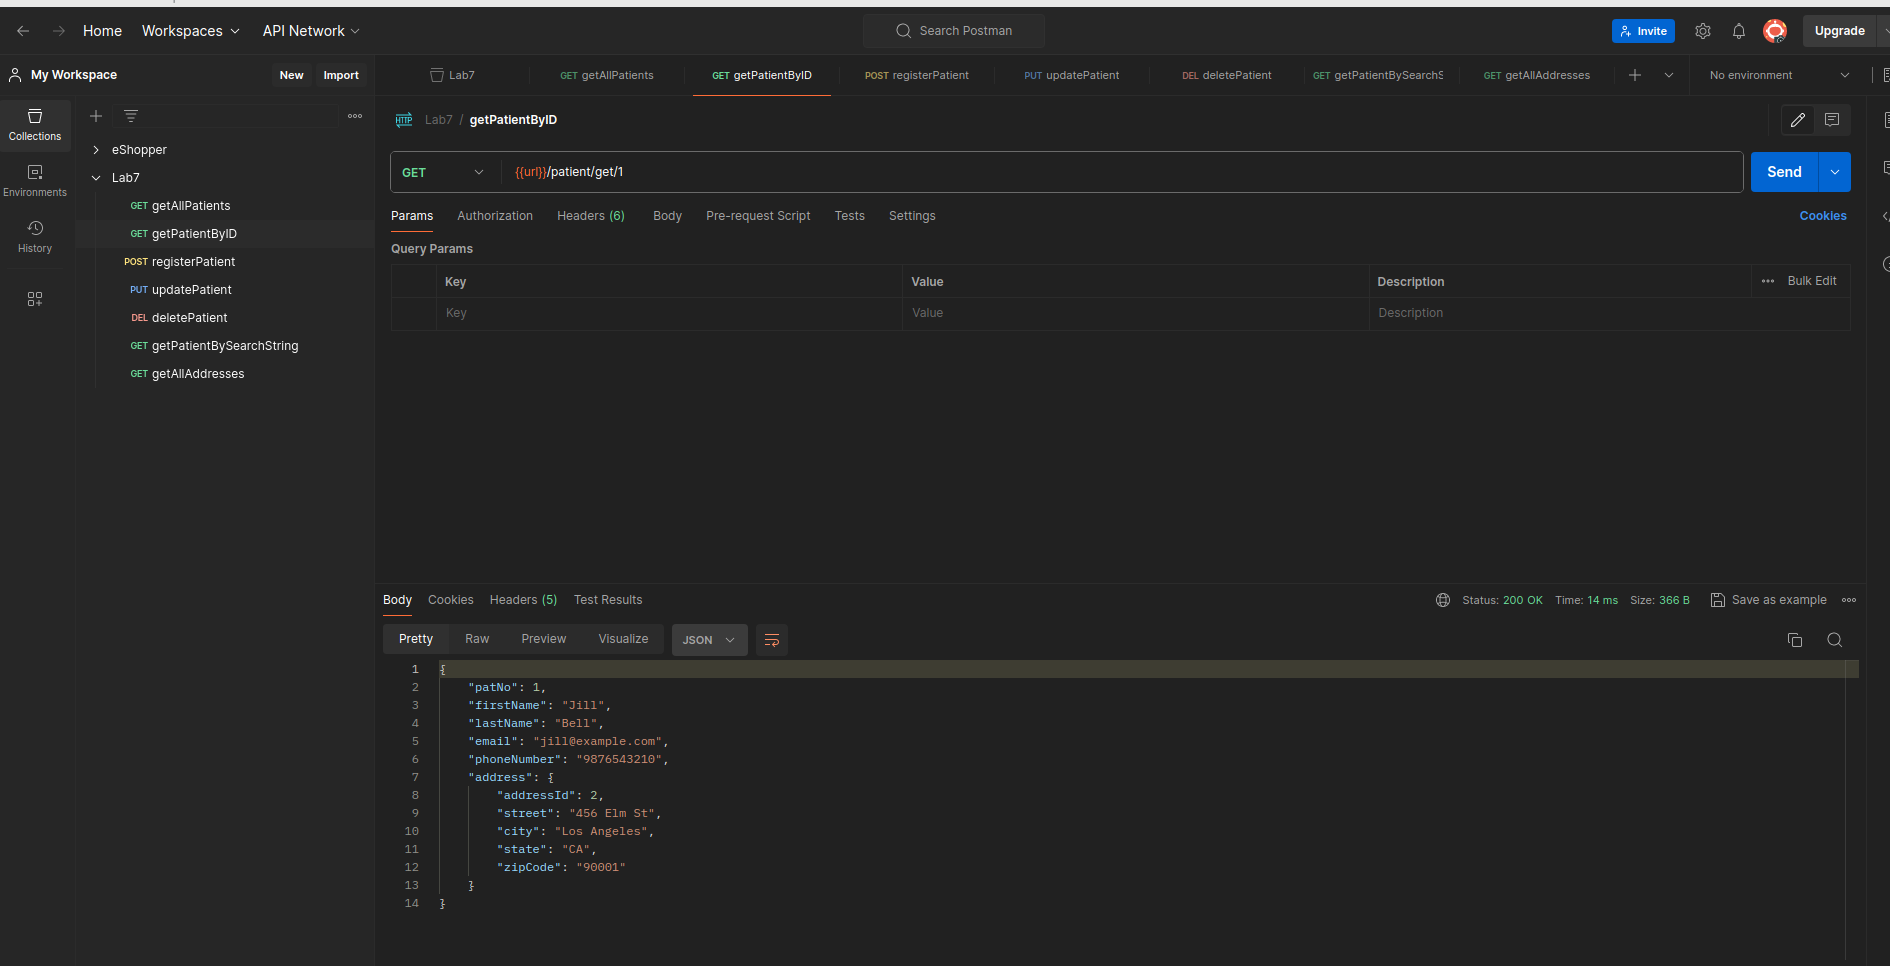 Home Workspaces API Network Search Postman Invite Upgrade
My Workspace New Import Lab7 GET getAllPatients GET getPatientByID POST registerPatient PUT updatePatient DEL deletePatient GET getPatientBySearchS GET getAllAddresses No environment
Collections
Environments
History
eShopper
Lab7
GET getAllPatients
GET getPatientByID
POST registerPatient
PUT updatePatient
DEL deletePatient
GET getPatientBySearchString
GET getAllAddresses
HTTP Lab7 / getPatientByID
GET {{url}}/patient/get/1 Send
Params Authorization Headers (6) Body Pre-request Script Tests Settings Cookies
Query Params
Key Value Description Bulk Edit
Key Value Description
Body Cookies Headers (5) Test Results Status: 200 OK Time: 14 ms Size: 366 B Save as example
Pretty Raw Preview Visualize JSON
1 {
2 "patNo": 1,
3 "firstName": "Jill",
4 "lastName": "Bell",
5 "email": "jill@example.com",
6 "phoneNumber": "9876543210",
7 "address": {
8 "addressId": 2,
9 "street": "456 Elm St",
10 "city": "Los Angeles",
11 "state": "CA",
12 "zipCode": "90001"
13 }
14 }